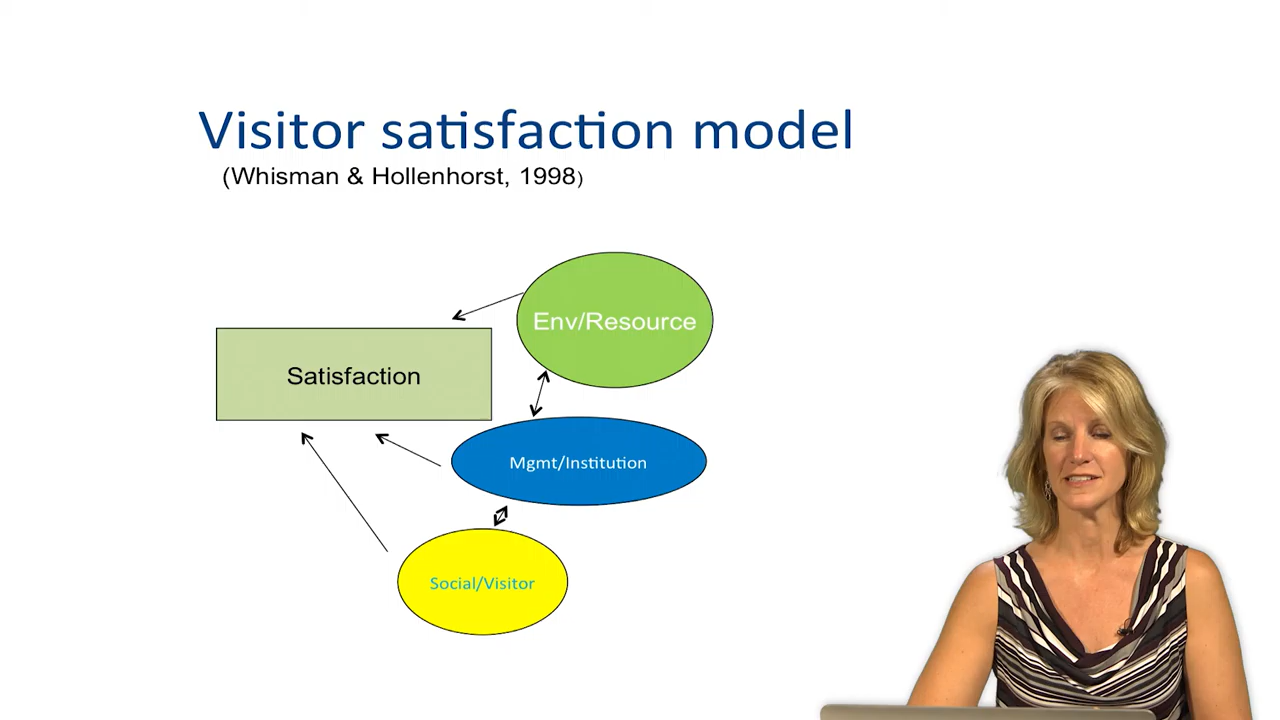 Visitor satisfaction model
(Whisman & Hollenhorst, 1998)
Env/Resource
Satisfaction
Mgmt/Institution
Social/Visitor